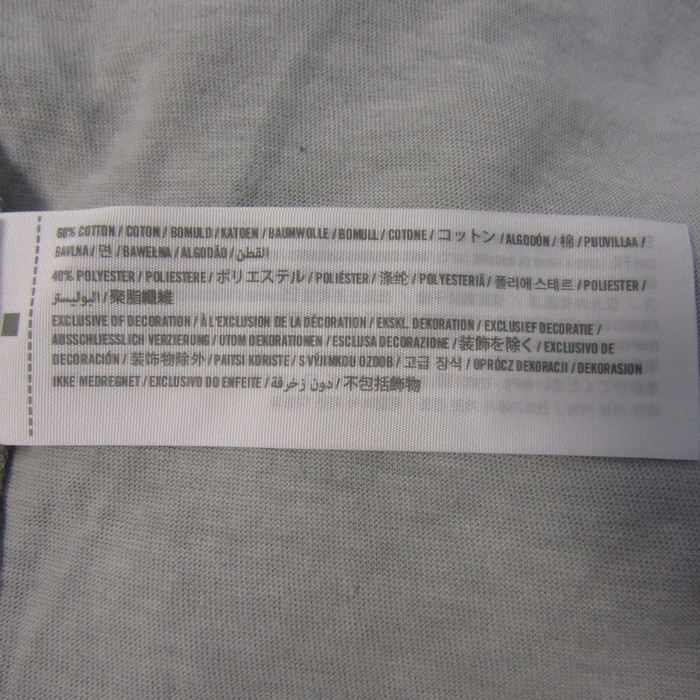 60% COTTON / COTON / BOMULD / KATOEN / BAUMWOLLE / BOMULL / COTONE / コットン / ALGODÓN / 棉 / PUUVILLAA /
BAVLNA / 면 / BAWEŁNA / ALGODÃO / القطن
40% POLYESTER / POLIESTERE / ポリエステル / POLIÉSTER / 涤纶 / POLYESTERIÄ / 폴리에스테르 / POLIESTER /
البوليستر / 聚脂纖維
EXCLUSIVE OF DECORATION / À L'EXCLUSION DE LA DÉCORATION / EKSKL. DEKORATION / EXCLUSIEF DECORATIE /
AUSSCHLIESSLICH VERZIERUNG / UTOM DEKORATIONEN / ESCLUSA DECORAZIONE / 装飾を除く / EXCLUSIVO DE
DECORACIÓN / 装饰物除外 / PAITSI KORISTE / S VÝJIMKOU OZDOB / 고급 장식 / OPRÓCZ DEKORACJI / DEKORASJON
IKKE MEDREGNET / EXCLUSIVO DO ENFEITE / دون زخرفة / 不包括飾物